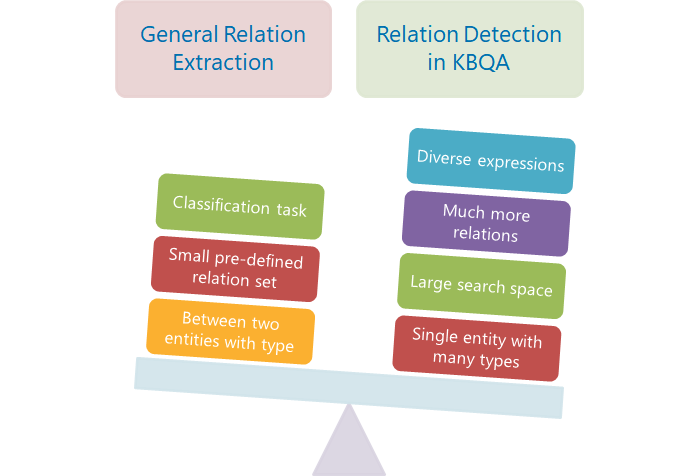 General Relation
Extraction
Relation Detection
in KBQA
Classification task
Small pre-defined
relation set
Between two
entities with type
Diverse expressions
Much more
relations
Large search space
Single entity with
many types